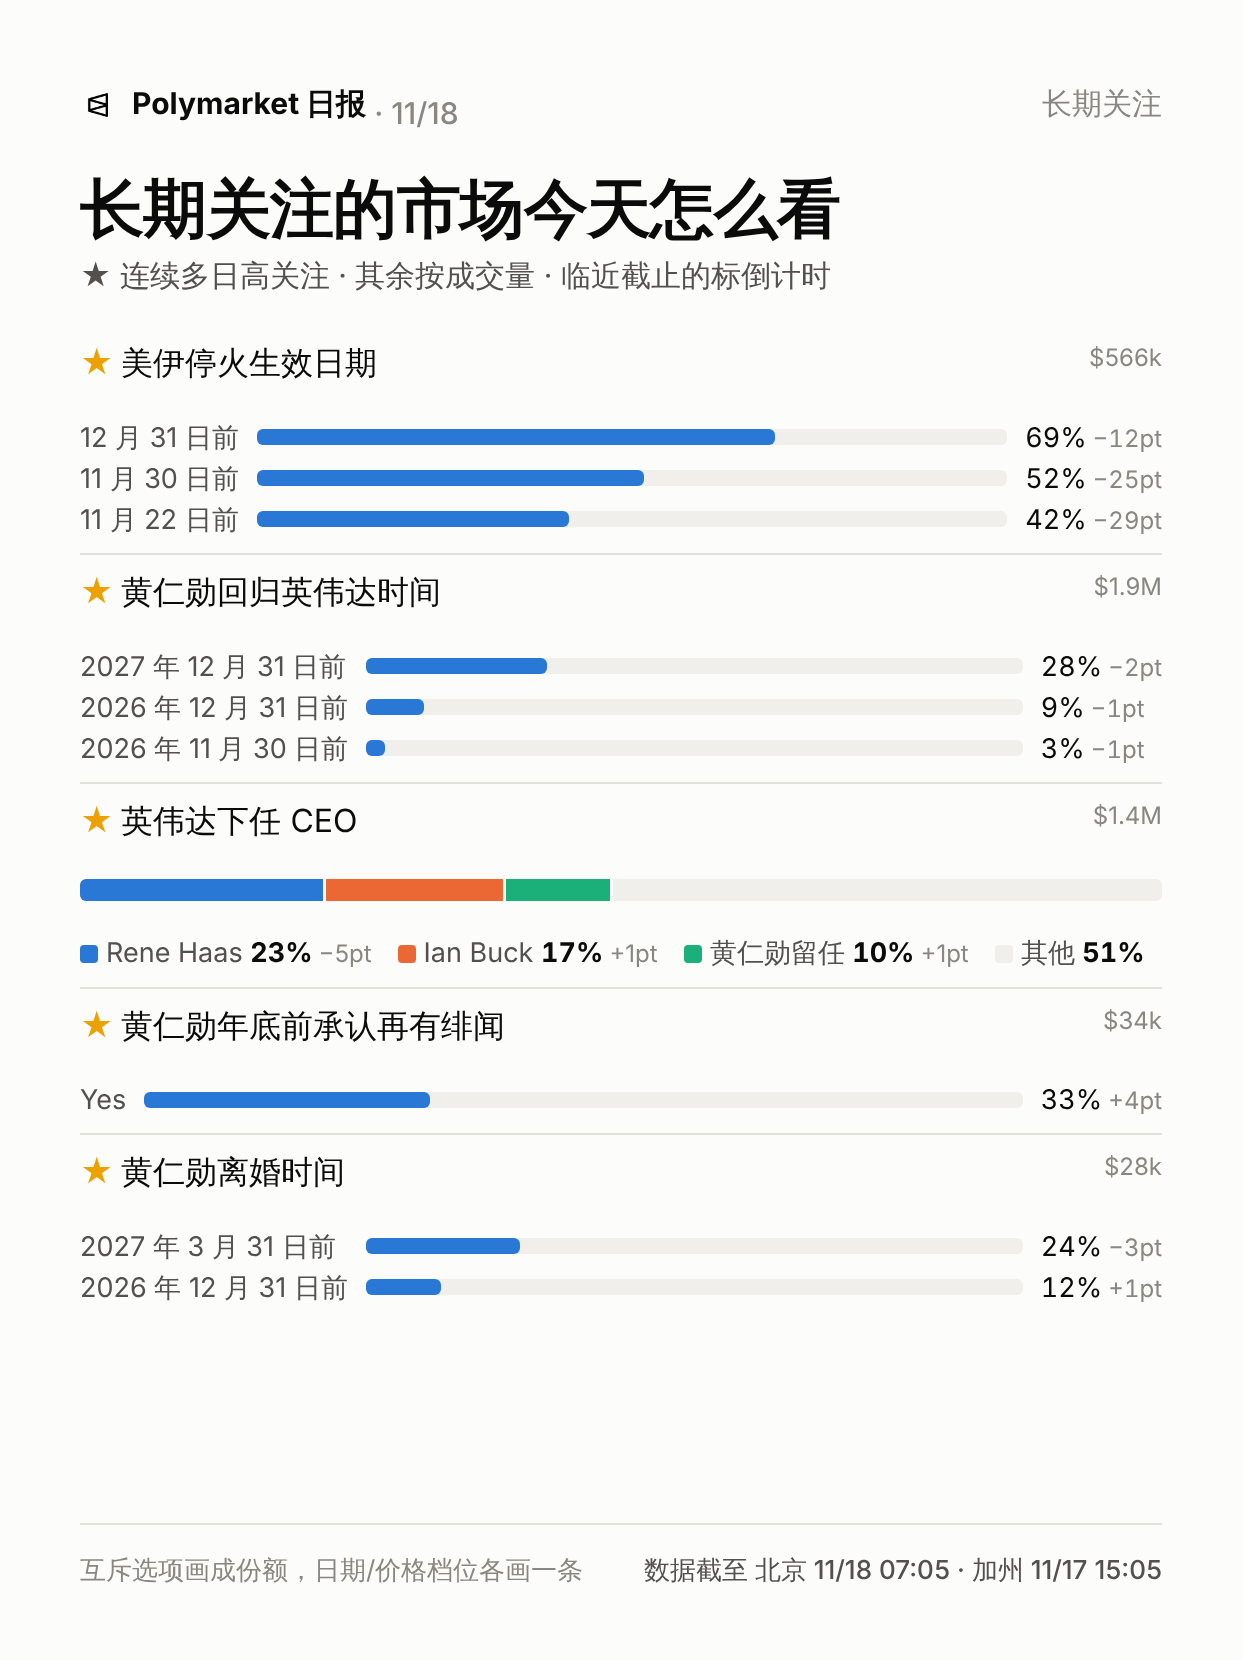 Polymarket 日报 · 11/18 长期关注
长期关注的市场今天怎么看
★ 连续多日高关注 · 其余按成交量 · 临近截止的标倒计时
★ 美伊停火生效日期 $566k
12 月 31 日前 69% −12pt
11 月 30 日前 52% −25pt
11 月 22 日前 42% −29pt
★ 黄仁勋回归英伟达时间 $1.9M
2027 年 12 月 31 日前 28% −2pt
2026 年 12 月 31 日前 9% −1pt
2026 年 11 月 30 日前 3% −1pt
★ 英伟达下任 CEO $1.4M
Rene Haas 23% −5pt Ian Buck 17% +1pt 黄仁勋留任 10% +1pt 其他 51%
★ 黄仁勋年底前承认再有绯闻 $34k
Yes 33% +4pt
★ 黄仁勋离婚时间 $28k
2027 年 3 月 31 日前 24% −3pt
2026 年 12 月 31 日前 12% +1pt
互斥选项画成份额，日期/价格档位各画一条 数据截至 北京 11/18 07:05 · 加州 11/17 15:05